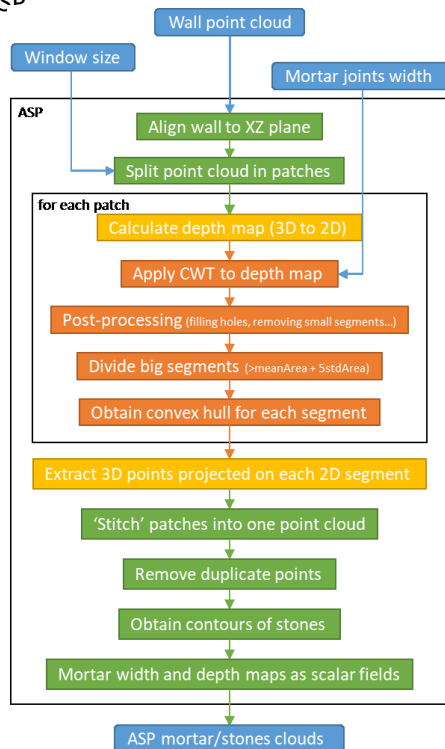 Wall point cloud
Window size
Mortar joints width
ASP
Align wall to XZ plane
Split point cloud in patches
for each patch
Calculate depth map (3D to 2D)
Apply CWT to depth map
Post-processing (filling holes, removing small segments...)
Divide big segments (>meanArea + 5stdArea)
Obtain convex hull for each segment
Extract 3D points projected on each 2D segment
'Stitch' patches into one point cloud
Remove duplicate points
Obtain contours of stones
Mortar width and depth maps as scalar fields
ASP mortar/stones clouds